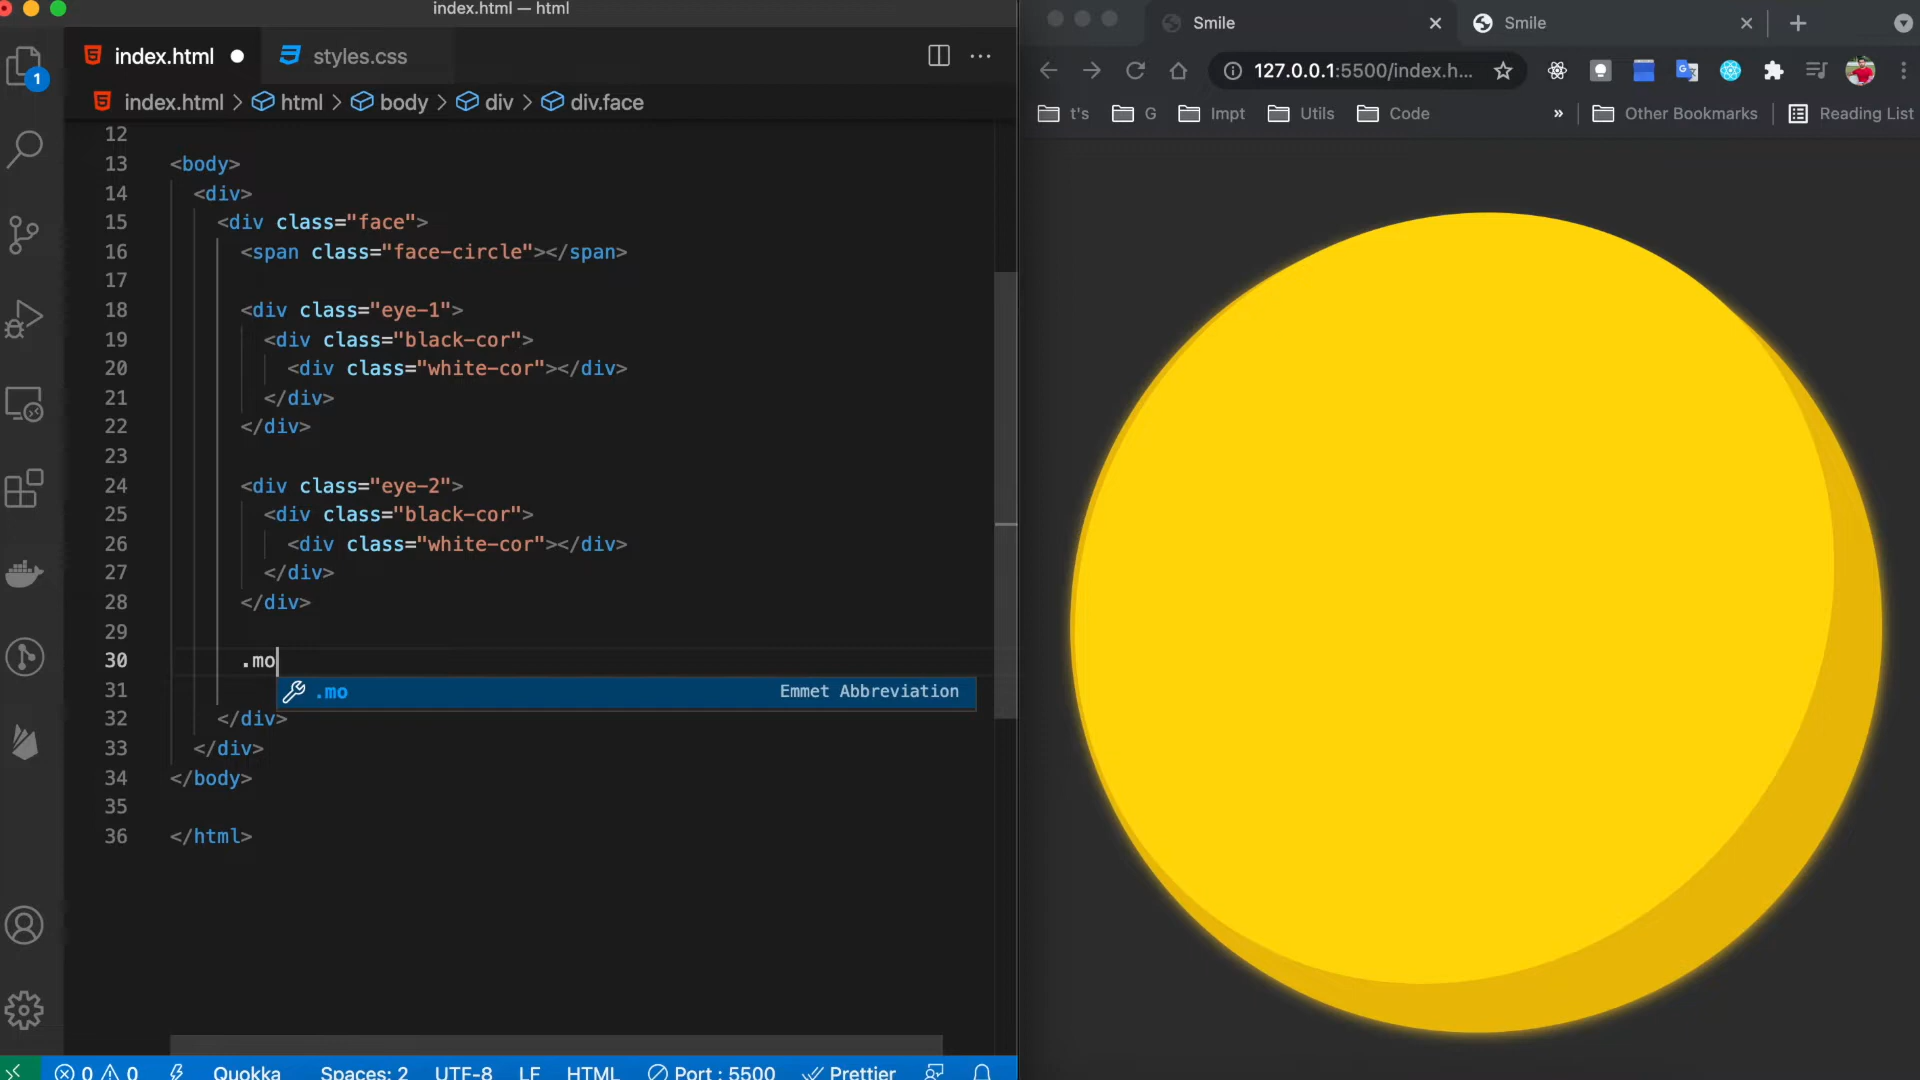 index.html — html
index.html
styles.css
index.html > html > body > div > div.face
12
13 <body>
14 <div>
15 <div class="face">
16 <span class="face-circle"></span>
17
18 <div class="eye-1">
19 <div class="black-cor">
20 <div class="white-cor"></div>
21 </div>
22 </div>
23
24 <div class="eye-2">
25 <div class="black-cor">
26 <div class="white-cor"></div>
27 </div>
28 </div>
29
30 .mo
31 .mo Emmet Abbreviation
32 </div>
33 </div>
34 </body>
35
36 </html>
1
0 0 Quokka Spaces: 2 UTF-8 LF HTML Port : 5500 Prettier
Smile
Smile
127.0.0.1:5500/index.h...
t's G Impt Utils Code » Other Bookmarks Reading List